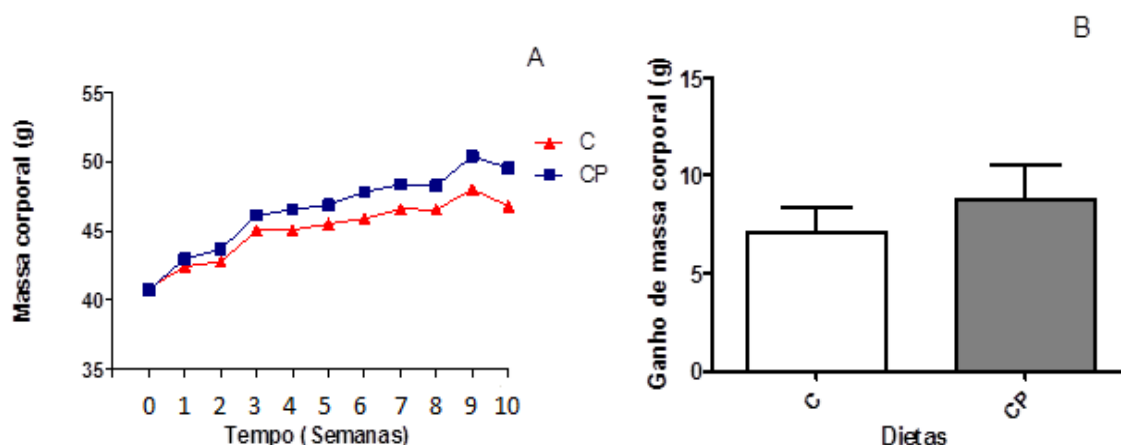 A
Massa corporal (g)
55
50
45
40
35
0 1 2 3 4 5 6 7 8 9 10
Tempo ( Semanas)
C
CP
B
Ganho de massa corporal (g)
15
10
5
0
C
CP
Dietas